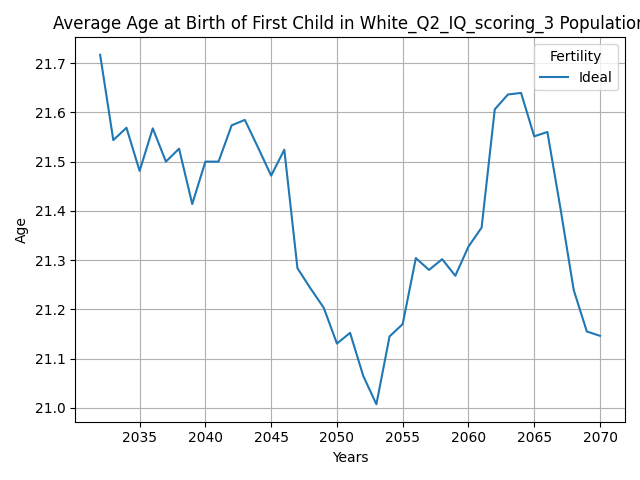 Average Age at Birth of First Child in White_Q2_IQ_scoring_3 Population
Fertility
Ideal
21.7
21.6
21.5
21.4
21.3
21.2
21.1
21.0
Age
2035 2040 2045 2050 2055 2060 2065 2070
Years